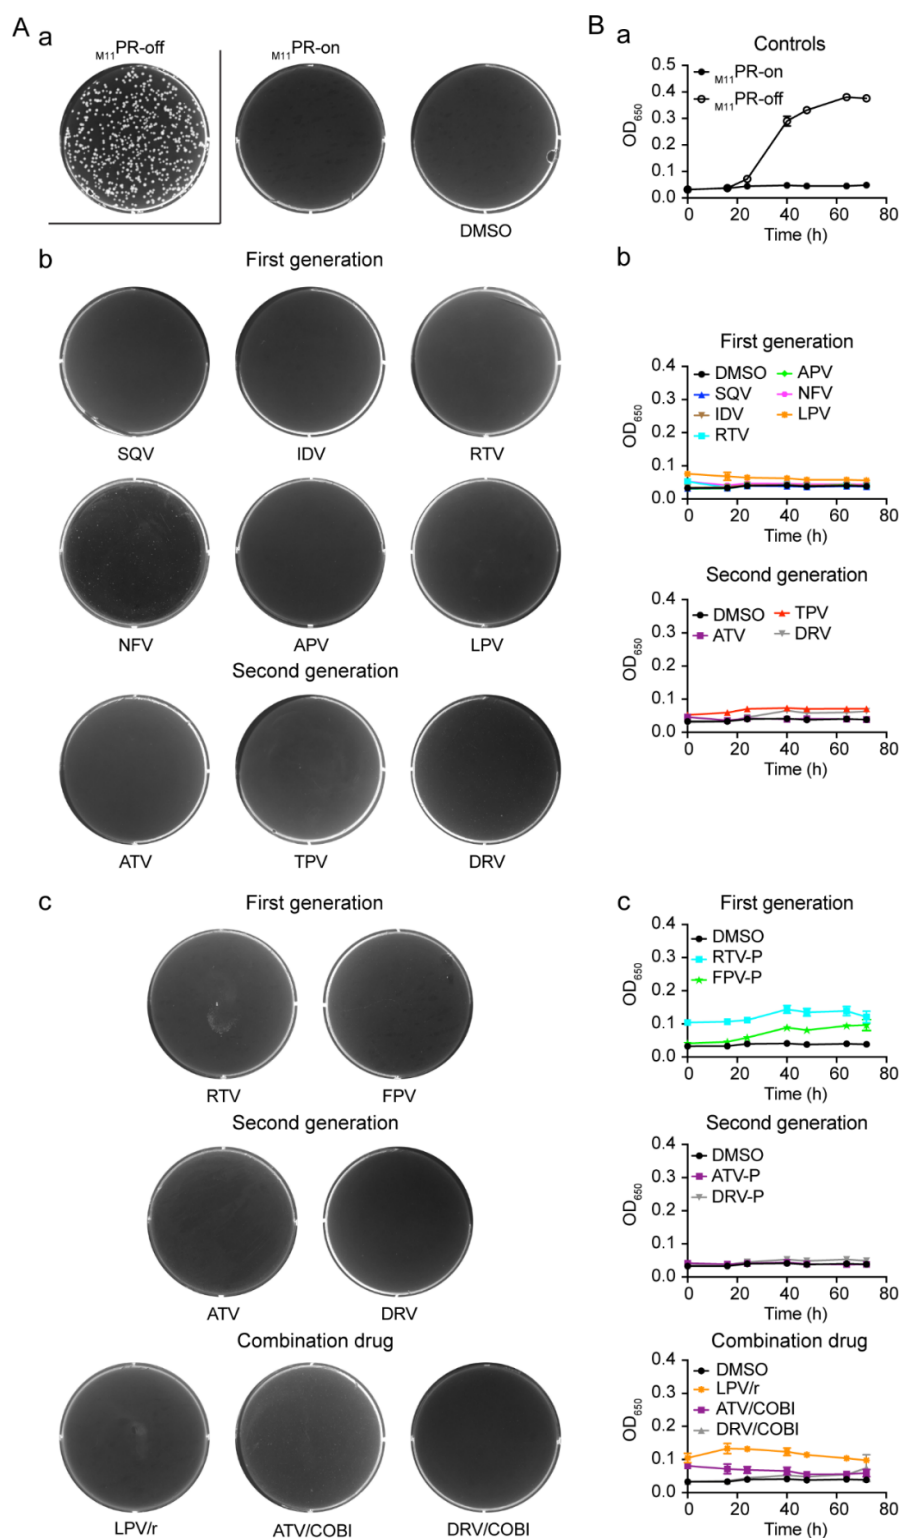 A
a
M11PR-off
M11PR-on
DMSO
b
First generation
SQV
IDV
RTV
NFV
APV
LPV
Second generation
ATV
TPV
DRV
c
First generation
RTV
FPV
Second generation
ATV
DRV
Combination drug
LPV/r
ATV/COBI
DRV/COBI
B
a
Controls
M11PR-on
M11PR-off
OD650
0.5
0.4
0.3
0.2
0.1
0.0
0 20 40 60 80
Time (h)
b
First generation
DMSO APV
SQV NFV
IDV LPV
RTV
OD650
0.4
0.3
0.2
0.1
0.0
0 20 40 60 80
Time (h)
Second generation
DMSO TPV
ATV DRV
OD650
0.4
0.3
0.2
0.1
0.0
0 20 40 60 80
Time (h)
c
First generation
DMSO
RTV-P
FPV-P
OD650
0.4
0.3
0.2
0.1
0.0
0 20 40 60 80
Time (h)
Second generation
DMSO
ATV-P
DRV-P
OD650
0.4
0.3
0.2
0.1
0.0
0 20 40 60 80
Time (h)
Combination drug
DMSO
LPV/r
ATV/COBI
DRV/COBI
OD650
0.4
0.3
0.2
0.1
0.0
0 20 40 60 80
Time (h)